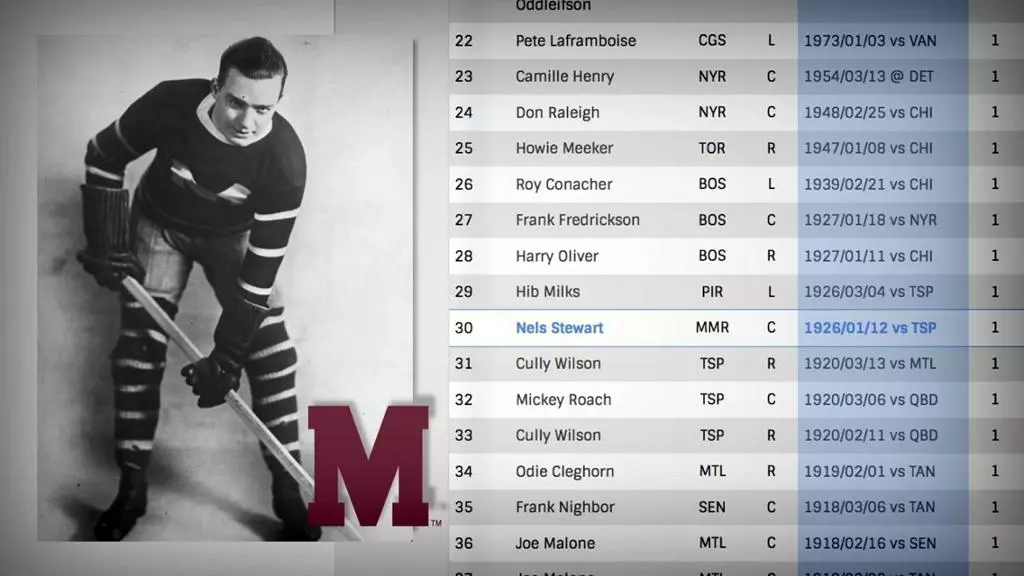 Oddleifson
22 Pete Laframboise CGS L 1973/01/03 vs VAN 1
23 Camille Henry NYR C 1954/03/13 @ DET 1
24 Don Raleigh NYR C 1948/02/25 vs CHI 1
25 Howie Meeker TOR R 1947/01/08 vs CHI 1
26 Roy Conacher BOS L 1939/02/21 vs CHI 1
27 Frank Fredrickson BOS C 1927/01/18 vs NYR 1
28 Harry Oliver BOS R 1927/01/11 vs CHI 1
29 Hib Milks PIR L 1926/03/04 vs TSP 1
30 Nels Stewart MMR C 1926/01/12 vs TSP 1
31 Cully Wilson TSP R 1920/03/13 vs MTL 1
32 Mickey Roach TSP C 1920/03/06 vs QBD 1
33 Cully Wilson TSP R 1920/02/11 vs QBD 1
34 Odie Cleghorn MTL R 1919/02/01 vs TAN 1
35 Frank Nighbor SEN C 1918/03/06 vs TAN 1
36 Joe Malone MTL C 1918/02/16 vs SEN 1
M TM